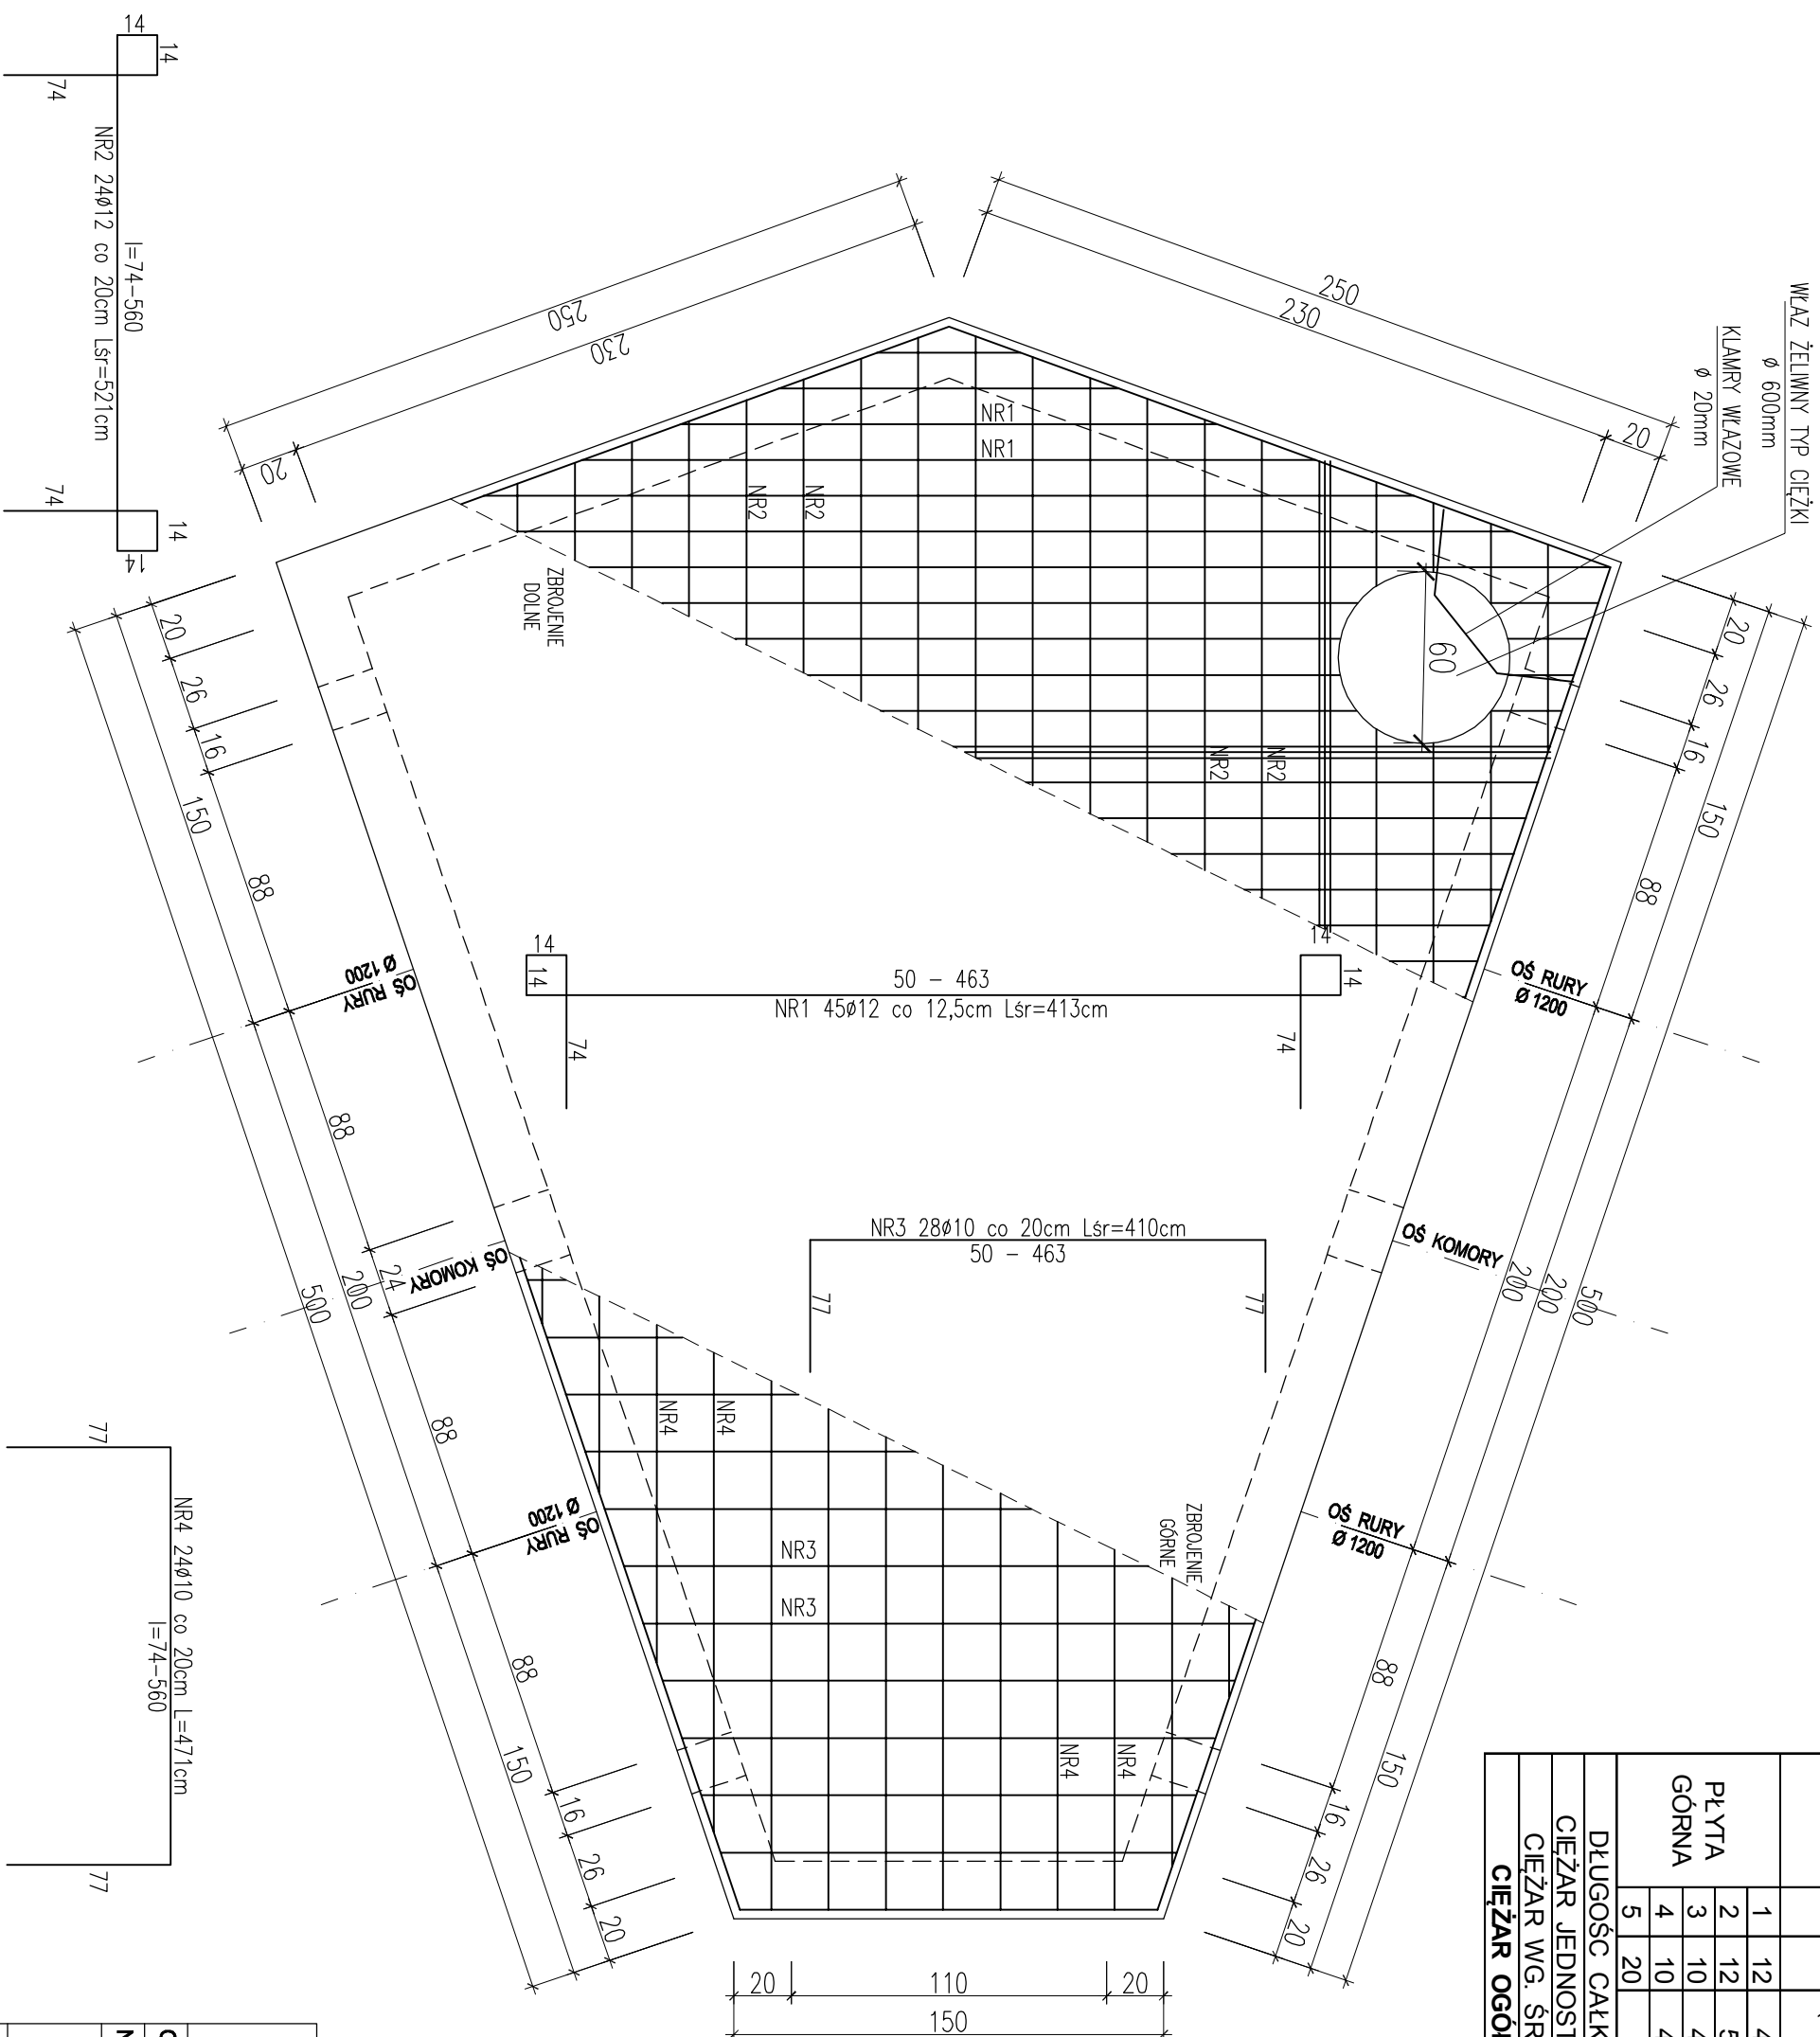 WŁAZ ŻELIWNY TYP CIĘŻKI
ø 600mm
KLAMRY WŁAZOWE
ø 20mm
14
14
74
NR2 24ø12 co 20cm Lśr=521cm
l=74-560
74
14
14
250
230
20
250
230
20
NR1
NR1
NR2
NR2
NR2
NR2
60
ZBROJENIE
DOLNE
20
26
16
150
88
OŚ RURY
Ø 1200
88
OŚ KOMORY
24
200
500
88
OŚ RURY
Ø 1200
88
150
16
26
20
20
26
16
150
88
OŚ RURY
Ø 1200
OŚ KOMORY
200
200
500
OŚ RURY
Ø 1200
88
150
16
26
20
14
14
50 - 463
NR1 45ø12 co 12,5cm Lśr=413cm
14
14
74
74
NR3 28ø10 co 20cm Lśr=410cm
50 - 463
77
77
NR4
NR4
NR3
NR3
NR4
NR4
ZBROJENIE
GÓRNE
77
NR4 24ø10 co 20cm L=471cm
l=74-560
77
20
110
20
150
PŁYTA
GÓRNA
1 12
2 12
3 10
4 10
5 20
DŁUGOŚC CAŁK
CIĘŻAR JEDNOST
CIĘŻAR WG. ŚR
CIĘŻAR OGÓŁ